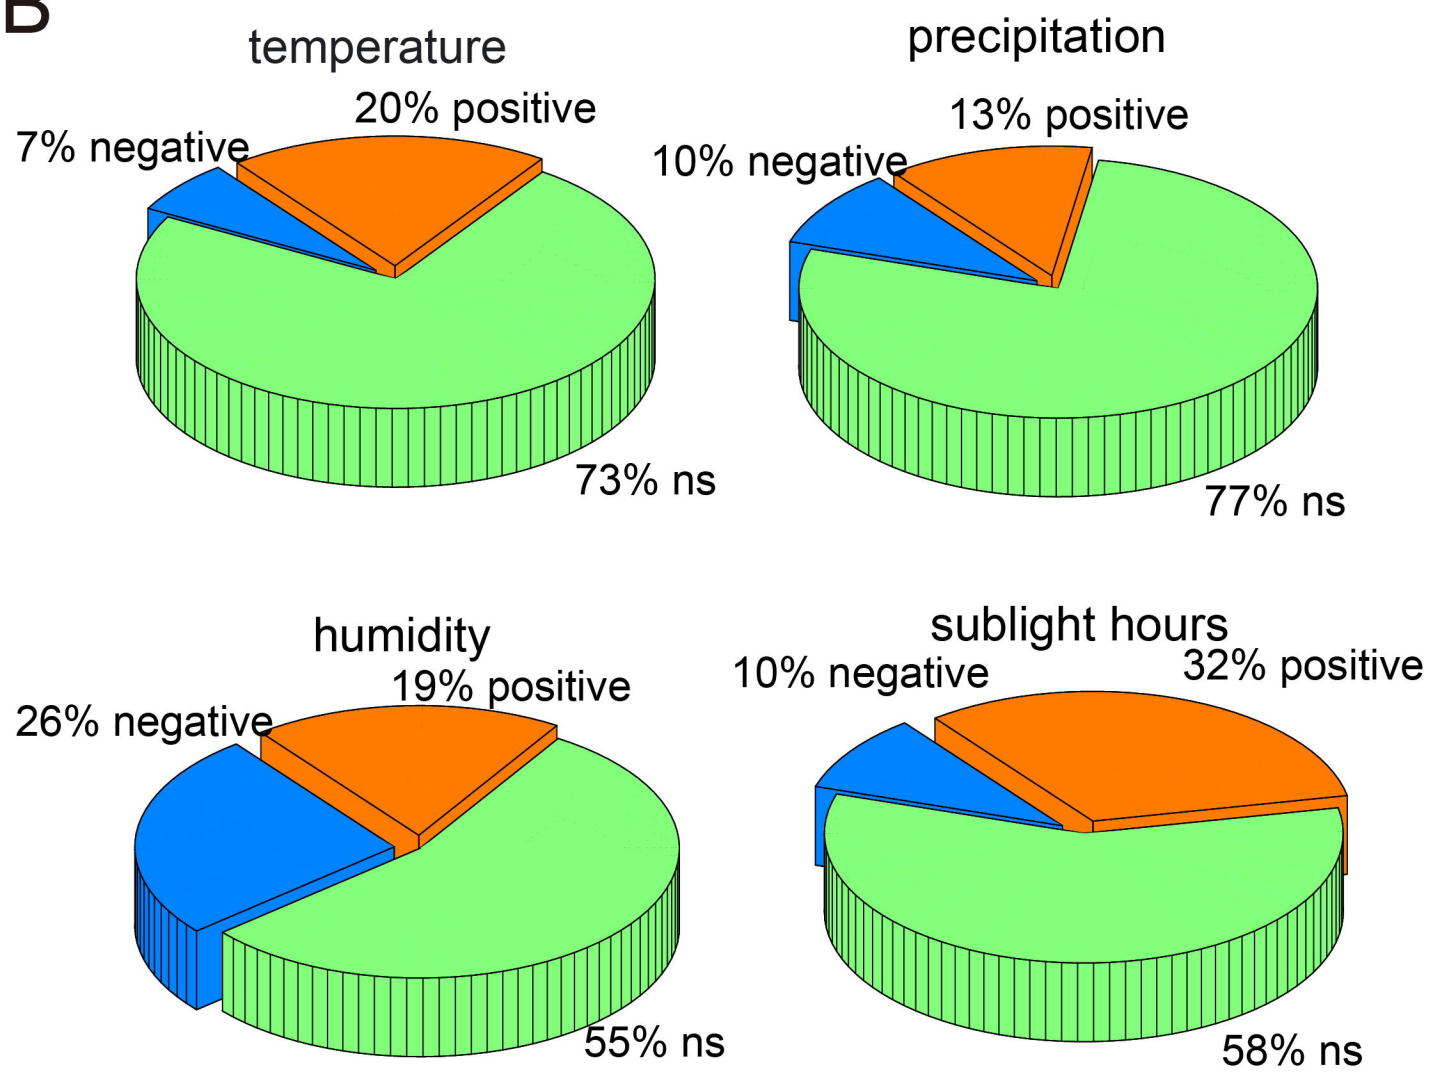 B
temperature
20% positive
7% negative
73% ns
precipitation
13% positive
10% negative
77% ns
humidity
19% positive
26% negative
55% ns
sublight hours
32% positive
10% negative
58% ns